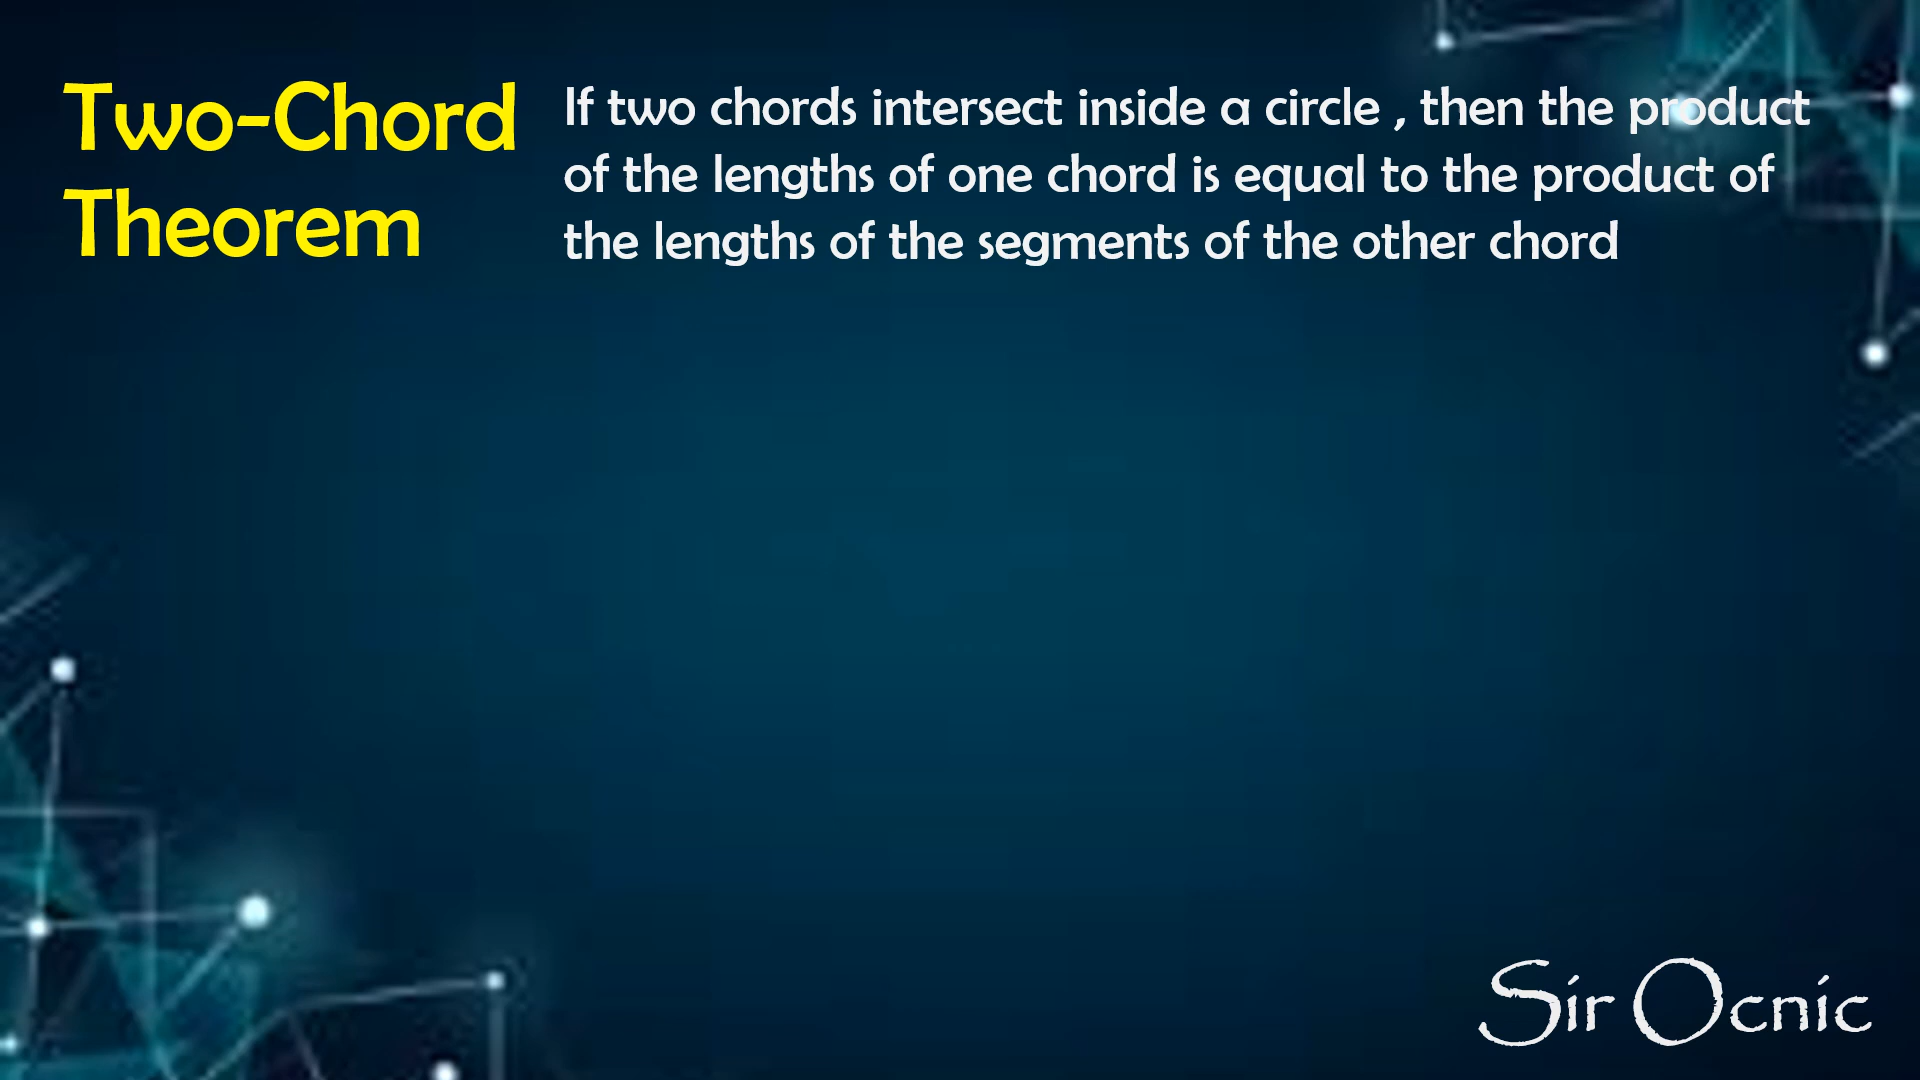 Two-Chord
Theorem
If two chords intersect inside a circle , then the product
of the lengths of one chord is equal to the product of
the lengths of the segments of the other chord
Sir Ocnic